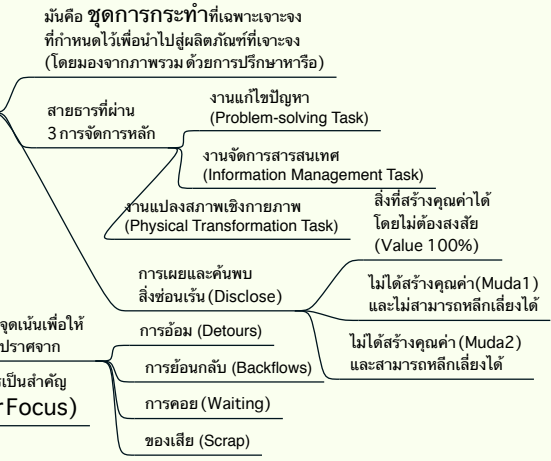 มันคือ ชุดการกระทำที่เฉพาะเจาะจง
ที่กำหนดไว้เพื่อนำไปสู่ผลิตภัณฑ์ที่เจาะจง
(โดยมองจากภาพรวม ด้วยการปรึกษาหารือ)
สายธารที่ผ่าน
3 การจัดการหลัก
งานแก้ไขปัญหา
(Problem-solving Task)
งานจัดการสารสนเทศ
(Information Management Task)
งานแปลงสภาพเชิงกายภาพ
(Physical Transformation Task)
การเผยและค้นพบ
สิ่งซ่อนเร้น (Disclose)
สิ่งที่สร้างคุณค่าได้
โดยไม่ต้องสงสัย
(Value 100%)
ไม่ได้สร้างคุณค่า(Muda1)
และไม่สามารถหลีกเลี่ยงได้
ไม่ได้สร้างคุณค่า (Muda2)
และสามารถหลีกเลี่ยงได้
จุดเน้นเพื่อให้
ปราศจาก
การอ้อม (Detours)
การย้อนกลับ (Backflows)
การคอย (Waiting)
ของเสีย (Scrap)
เป็นสำคัญ
Focus)